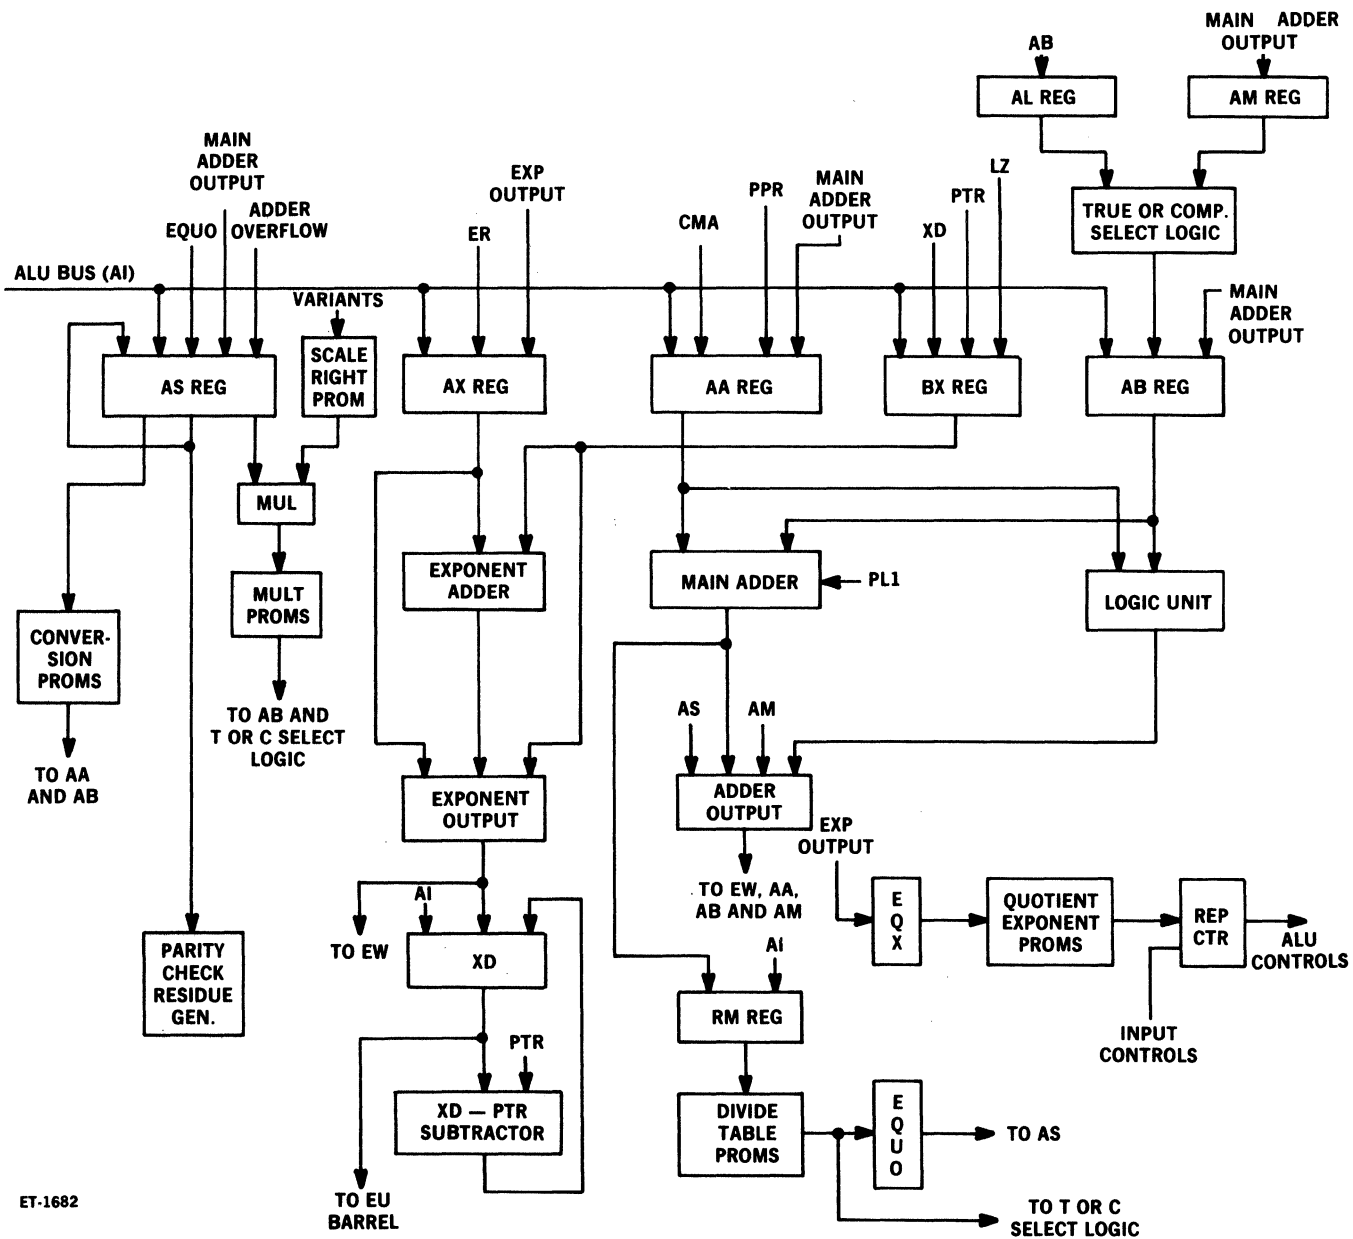 AB
MAIN ADDER
OUTPUT
AL REG
AM REG
MAIN
ADDER
OUTPUT
EXP
OUTPUT
LZ
PPR
MAIN
ADDER
OUTPUT
PTR
TRUE OR COMP.
SELECT LOGIC
EQUO
ADDER
OVERFLOW
ER
CMA
XD
ALU BUS (AI)
VARIANTS
MAIN
ADDER
OUTPUT
AS REG
SCALE
RIGHT
PROM
AX REG
AA REG
BX REG
AB REG
MUL
EXPONENT
ADDER
MAIN ADDER
PL1
LOGIC UNIT
MULT
PROMS
CONVER-
SION
PROMS
TO AB AND
T OR C SELECT
LOGIC
AS
AM
TO AA
AND AB
EXPONENT
OUTPUT
ADDER
OUTPUT
EXP
OUTPUT
TO EW, AA,
AB AND AM
AI
TO EW
XD
E
Q
X
QUOTIENT
EXPONENT
PROMS
REP
CTR
ALU
CONTROLS
PARITY
CHECK
RESIDUE
GEN.
AI
RM REG
INPUT
CONTROLS
PTR
XD — PTR
SUBTRACTOR
DIVIDE
TABLE
PROMS
E
Q
U
O
TO AS
TO EU
BARREL
TO T OR C
SELECT LOGIC
ET-1682